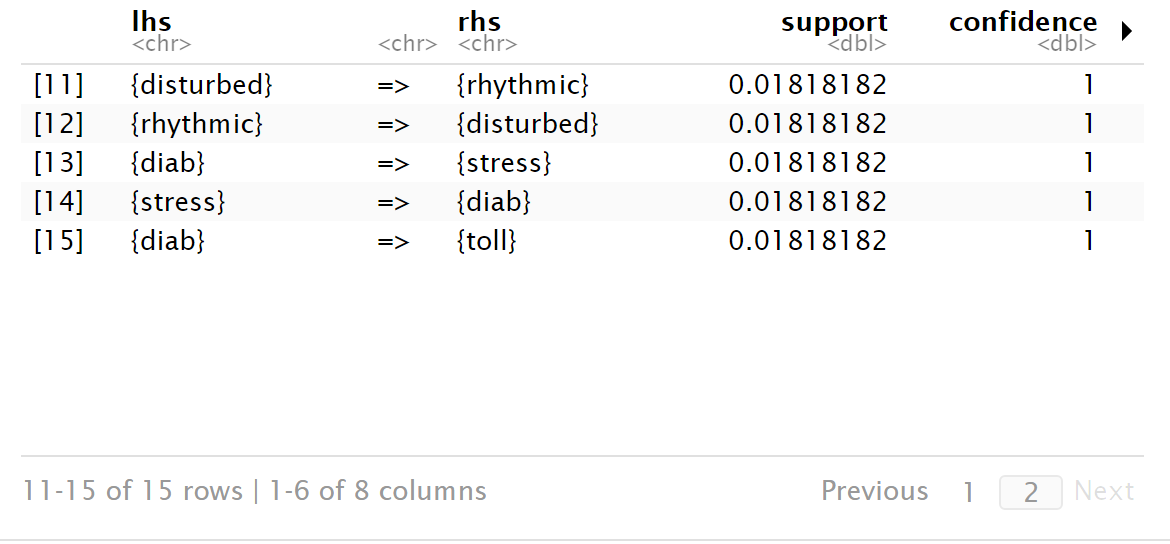 lhs rhs support confidence
<chr> <chr> <chr> <dbl> <dbl>
[11] {disturbed} => {rhythmic} 0.01818182 1
[12] {rhythmic} => {disturbed} 0.01818182 1
[13] {diab} => {stress} 0.01818182 1
[14] {stress} => {diab} 0.01818182 1
[15] {diab} => {toll} 0.01818182 1
11-15 of 15 rows | 1-6 of 8 columns Previous 1 2 Next